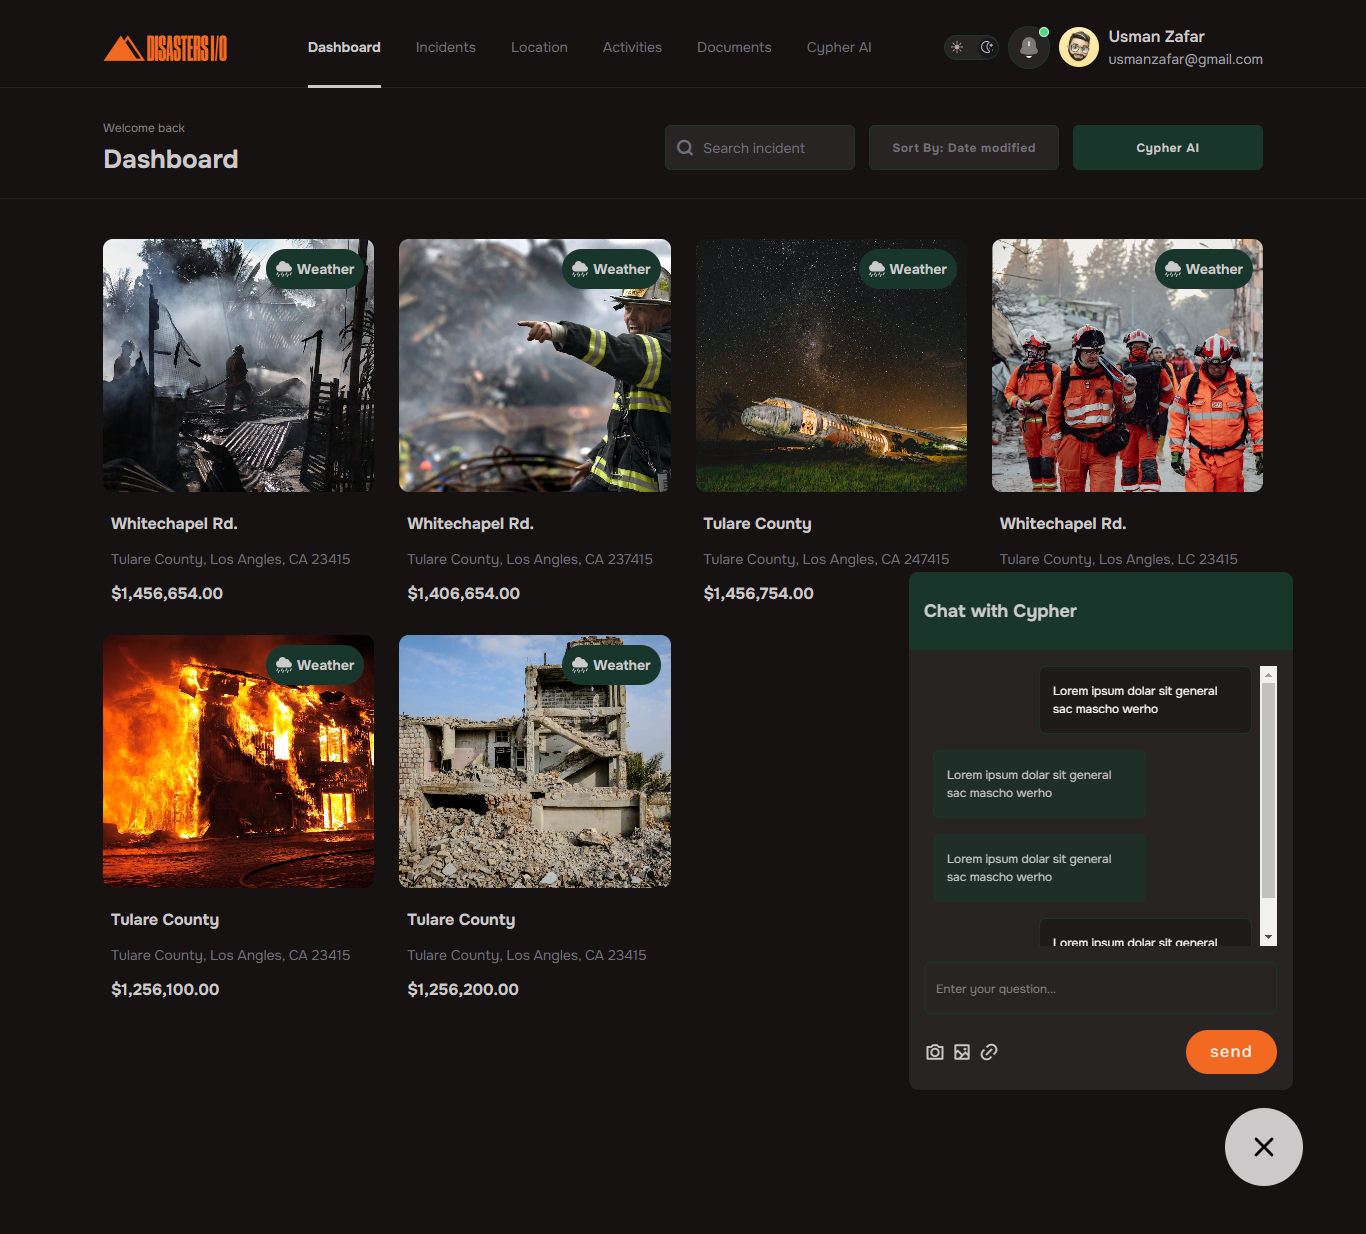 DISASTERS I/O
Dashboard
Incidents
Location
Activities
Documents
Cypher AI
Usman Zafar
usmanzafar@gmail.com
Welcome back
Dashboard
Search incident
Sort By: Date modified
Cypher AI
Weather
Weather
Weather
Weather
Whitechapel Rd.
Tulare County, Los Angles, CA 23415
$1,456,654.00
Whitechapel Rd.
Tulare County, Los Angles, CA 237415
$1,406,654.00
Tulare County
Tulare County, Los Angles, CA 247415
$1,456,754.00
Whitechapel Rd.
Tulare County, Los Angles, LC 23415
Weather
Weather
Tulare County
Tulare County, Los Angles, CA 23415
$1,256,100.00
Tulare County
Tulare County, Los Angles, CA 23415
$1,256,200.00
Chat with Cypher
Lorem ipsum dolar sit general
sac mascho werho
Lorem ipsum dolar sit general
sac mascho werho
Lorem ipsum dolar sit general
sac mascho werho
Lorem ipsum dolar sit general
Enter your question...
send